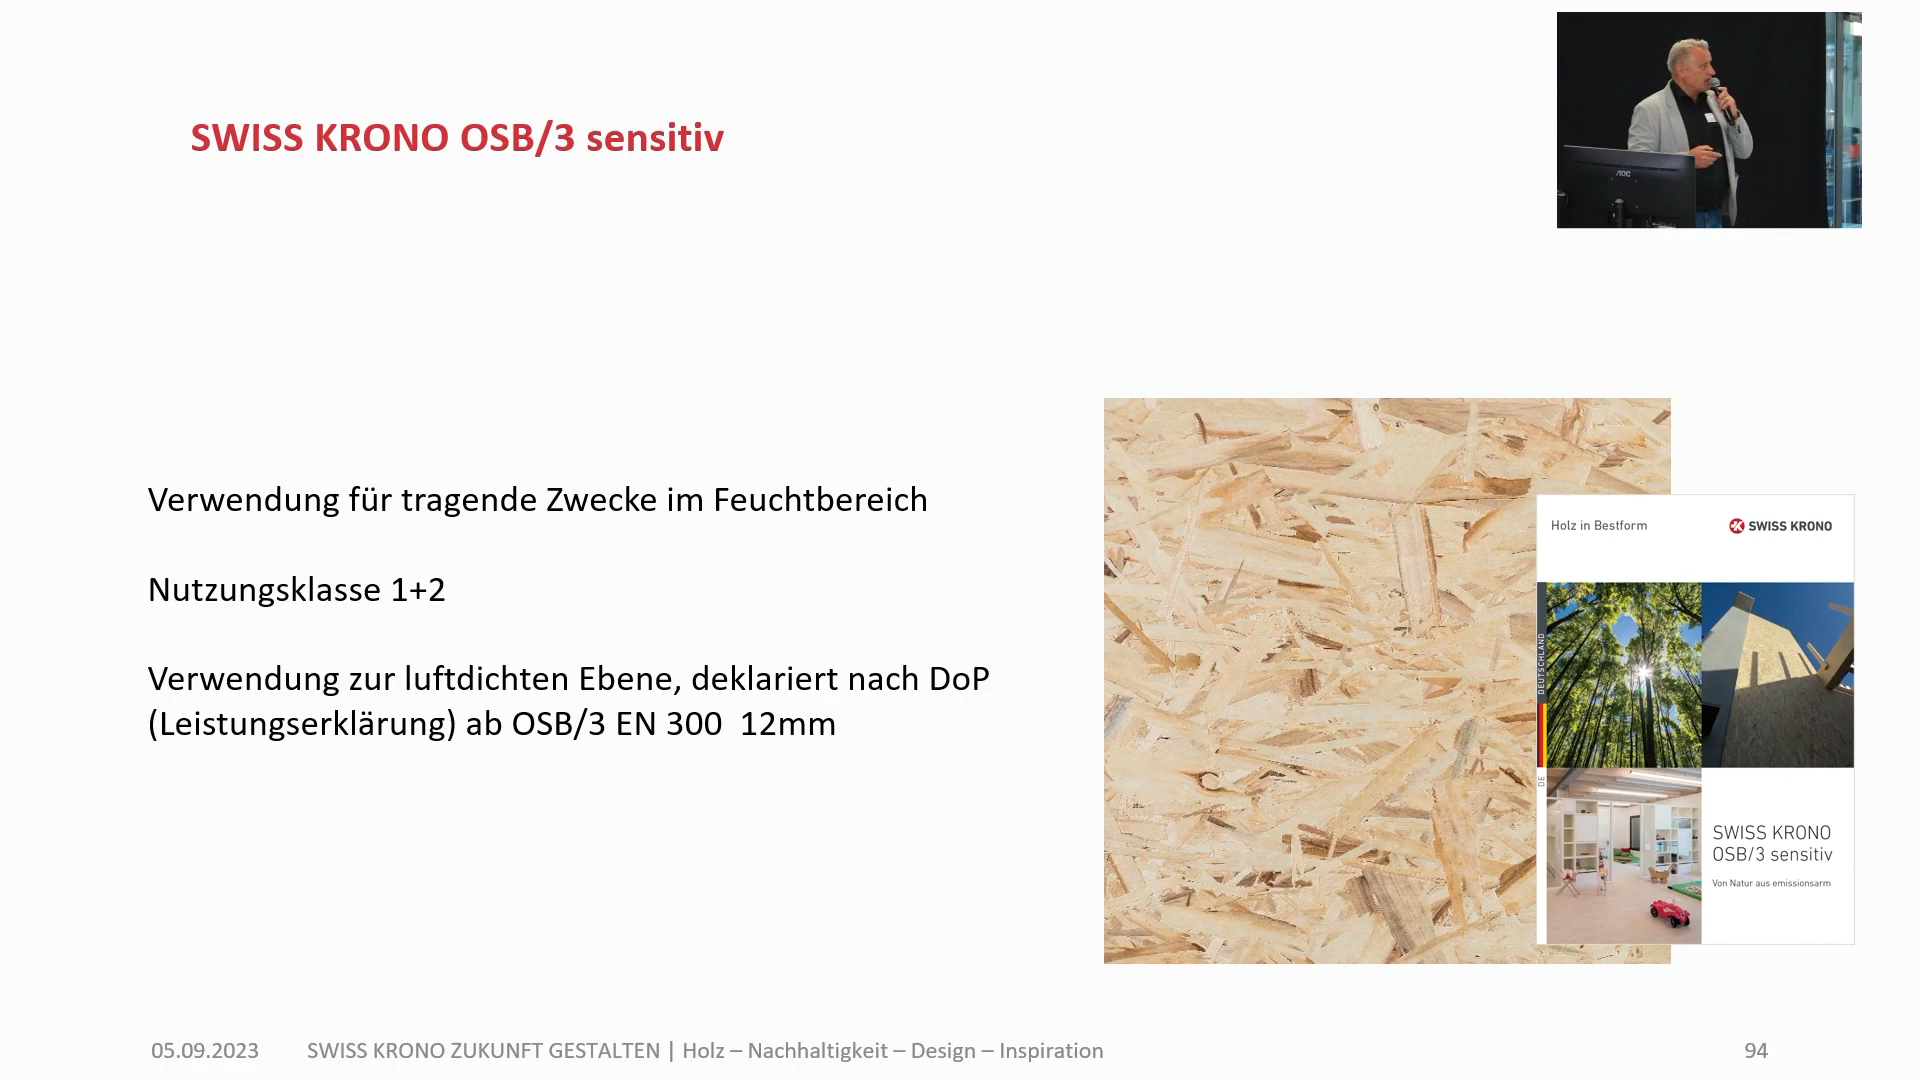 SWISS KRONO OSB/3 sensitiv
AOC
Verwendung für tragende Zwecke im Feuchtbereich
Nutzungsklasse 1+2
Verwendung zur luftdichten Ebene, deklariert nach DoP
(Leistungserklärung) ab OSB/3 EN 300  12mm
Holz in Bestform
SWISS KRONO
DEUTSCHLAND
DE
SWISS KRONO
OSB/3 sensitiv
Von Natur aus emissionsarm
05.09.2023
SWISS KRONO ZUKUNFT GESTALTEN | Holz – Nachhaltigkeit – Design – Inspiration
94